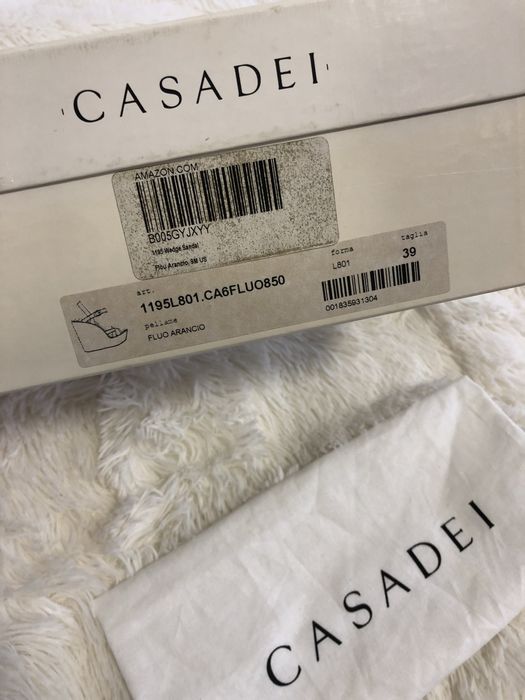 CASADEI
AMAZON.COM
B005GYJXYY
1195 Wedge Sandal
Flou Arancio, 9M US
art.
1195L801.CA6FLUO850
forma
L801
taglia
39
pellame
FLUO ARANCIO
001835931304
CASADEI